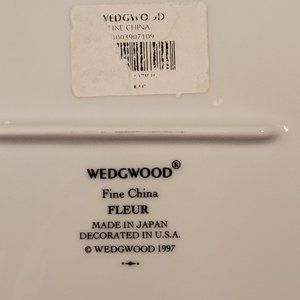 WEDGWOOD
FINE CHINA
WEDGWOOD®
Fine China
FLEUR
MADE IN JAPAN
DECORATED IN U.S.A.
© WEDGWOOD 1997